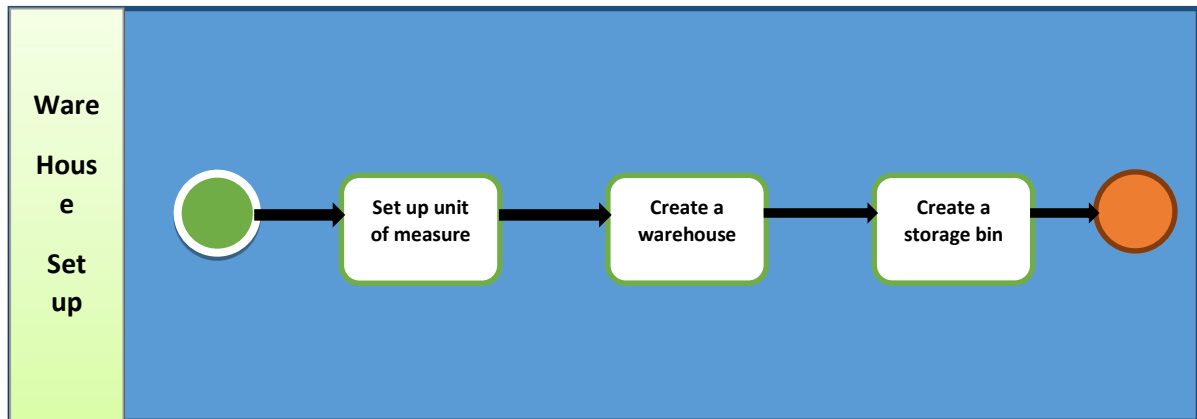 Ware
Hous
e
Set
up
Set up unit
of measure
Create a
warehouse
Create a
storage bin